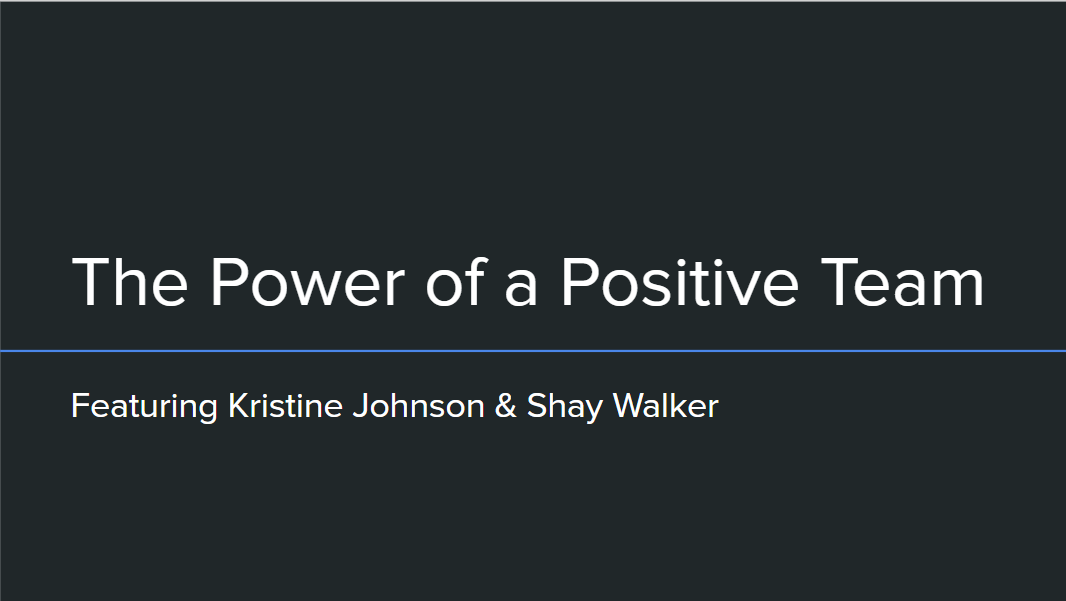 The Power of a Positive Team
Featuring Kristine Johnson & Shay Walker